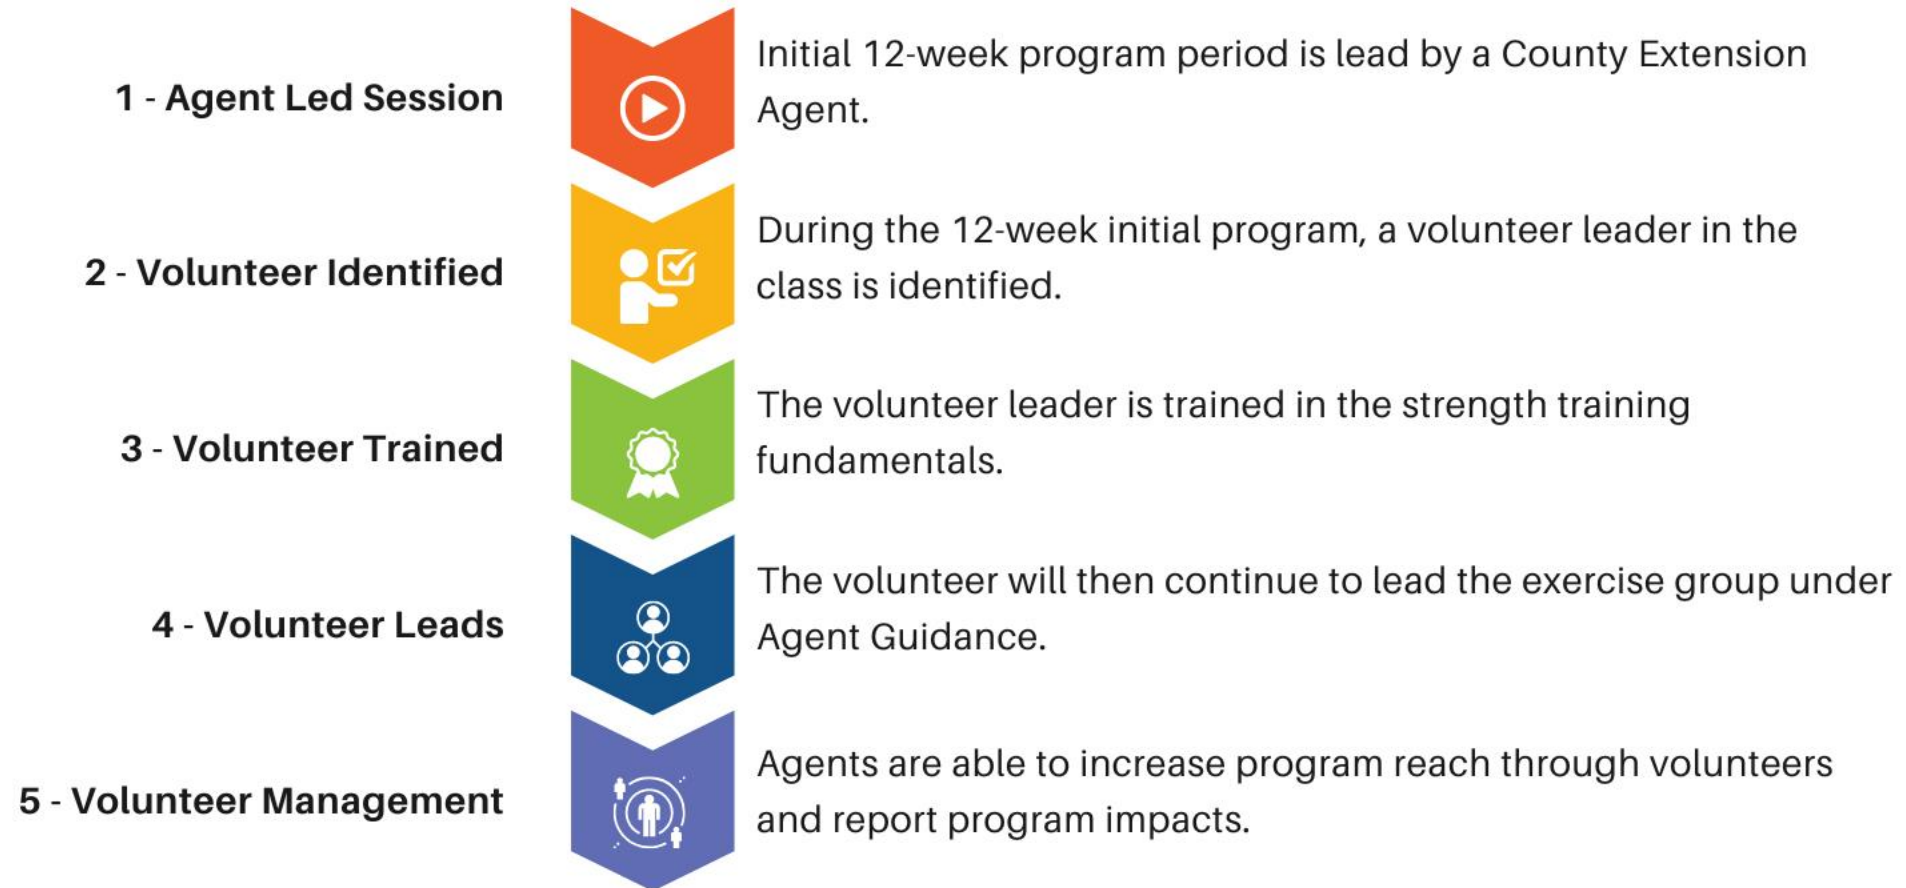 1 - Agent Led Session
Initial 12-week program period is lead by a County Extension
Agent.
2 - Volunteer Identified
During the 12-week initial program, a volunteer leader in the
class is identified.
3 - Volunteer Trained
The volunteer leader is trained in the strength training
fundamentals.
4 - Volunteer Leads
The volunteer will then continue to lead the exercise group under
Agent Guidance.
5 - Volunteer Management
Agents are able to increase program reach through volunteers
and report program impacts.